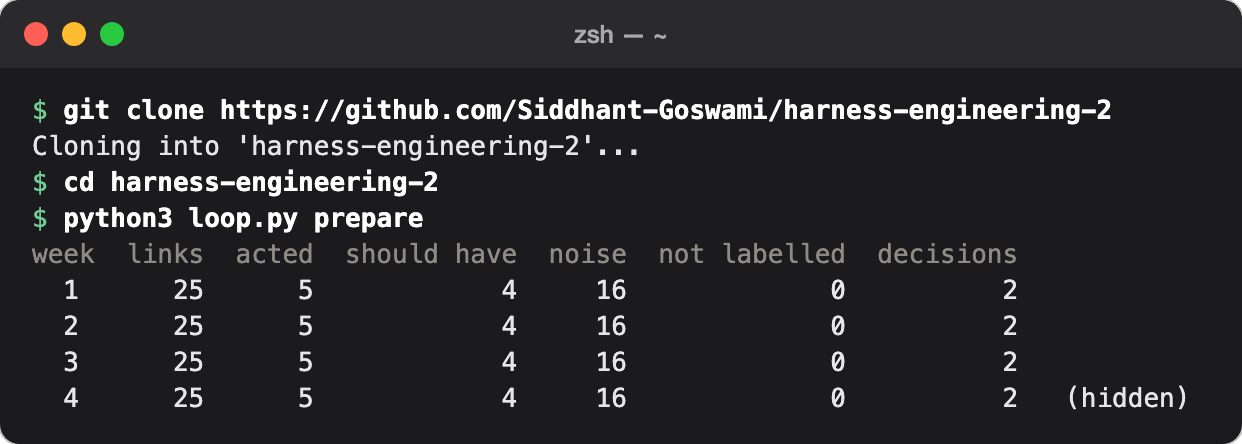 zsh — ~
$ git clone https://github.com/Siddhant-Goswami/harness-engineering-2
Cloning into 'harness-engineering-2'...
$ cd harness-engineering-2
$ python3 loop.py prepare
week  links  acted  should have  noise  not labelled  decisions
  1      25      5            4     16             0          2
  2      25      5            4     16             0          2
  3      25      5            4     16             0          2
  4      25      5            4     16             0          2   (hidden)